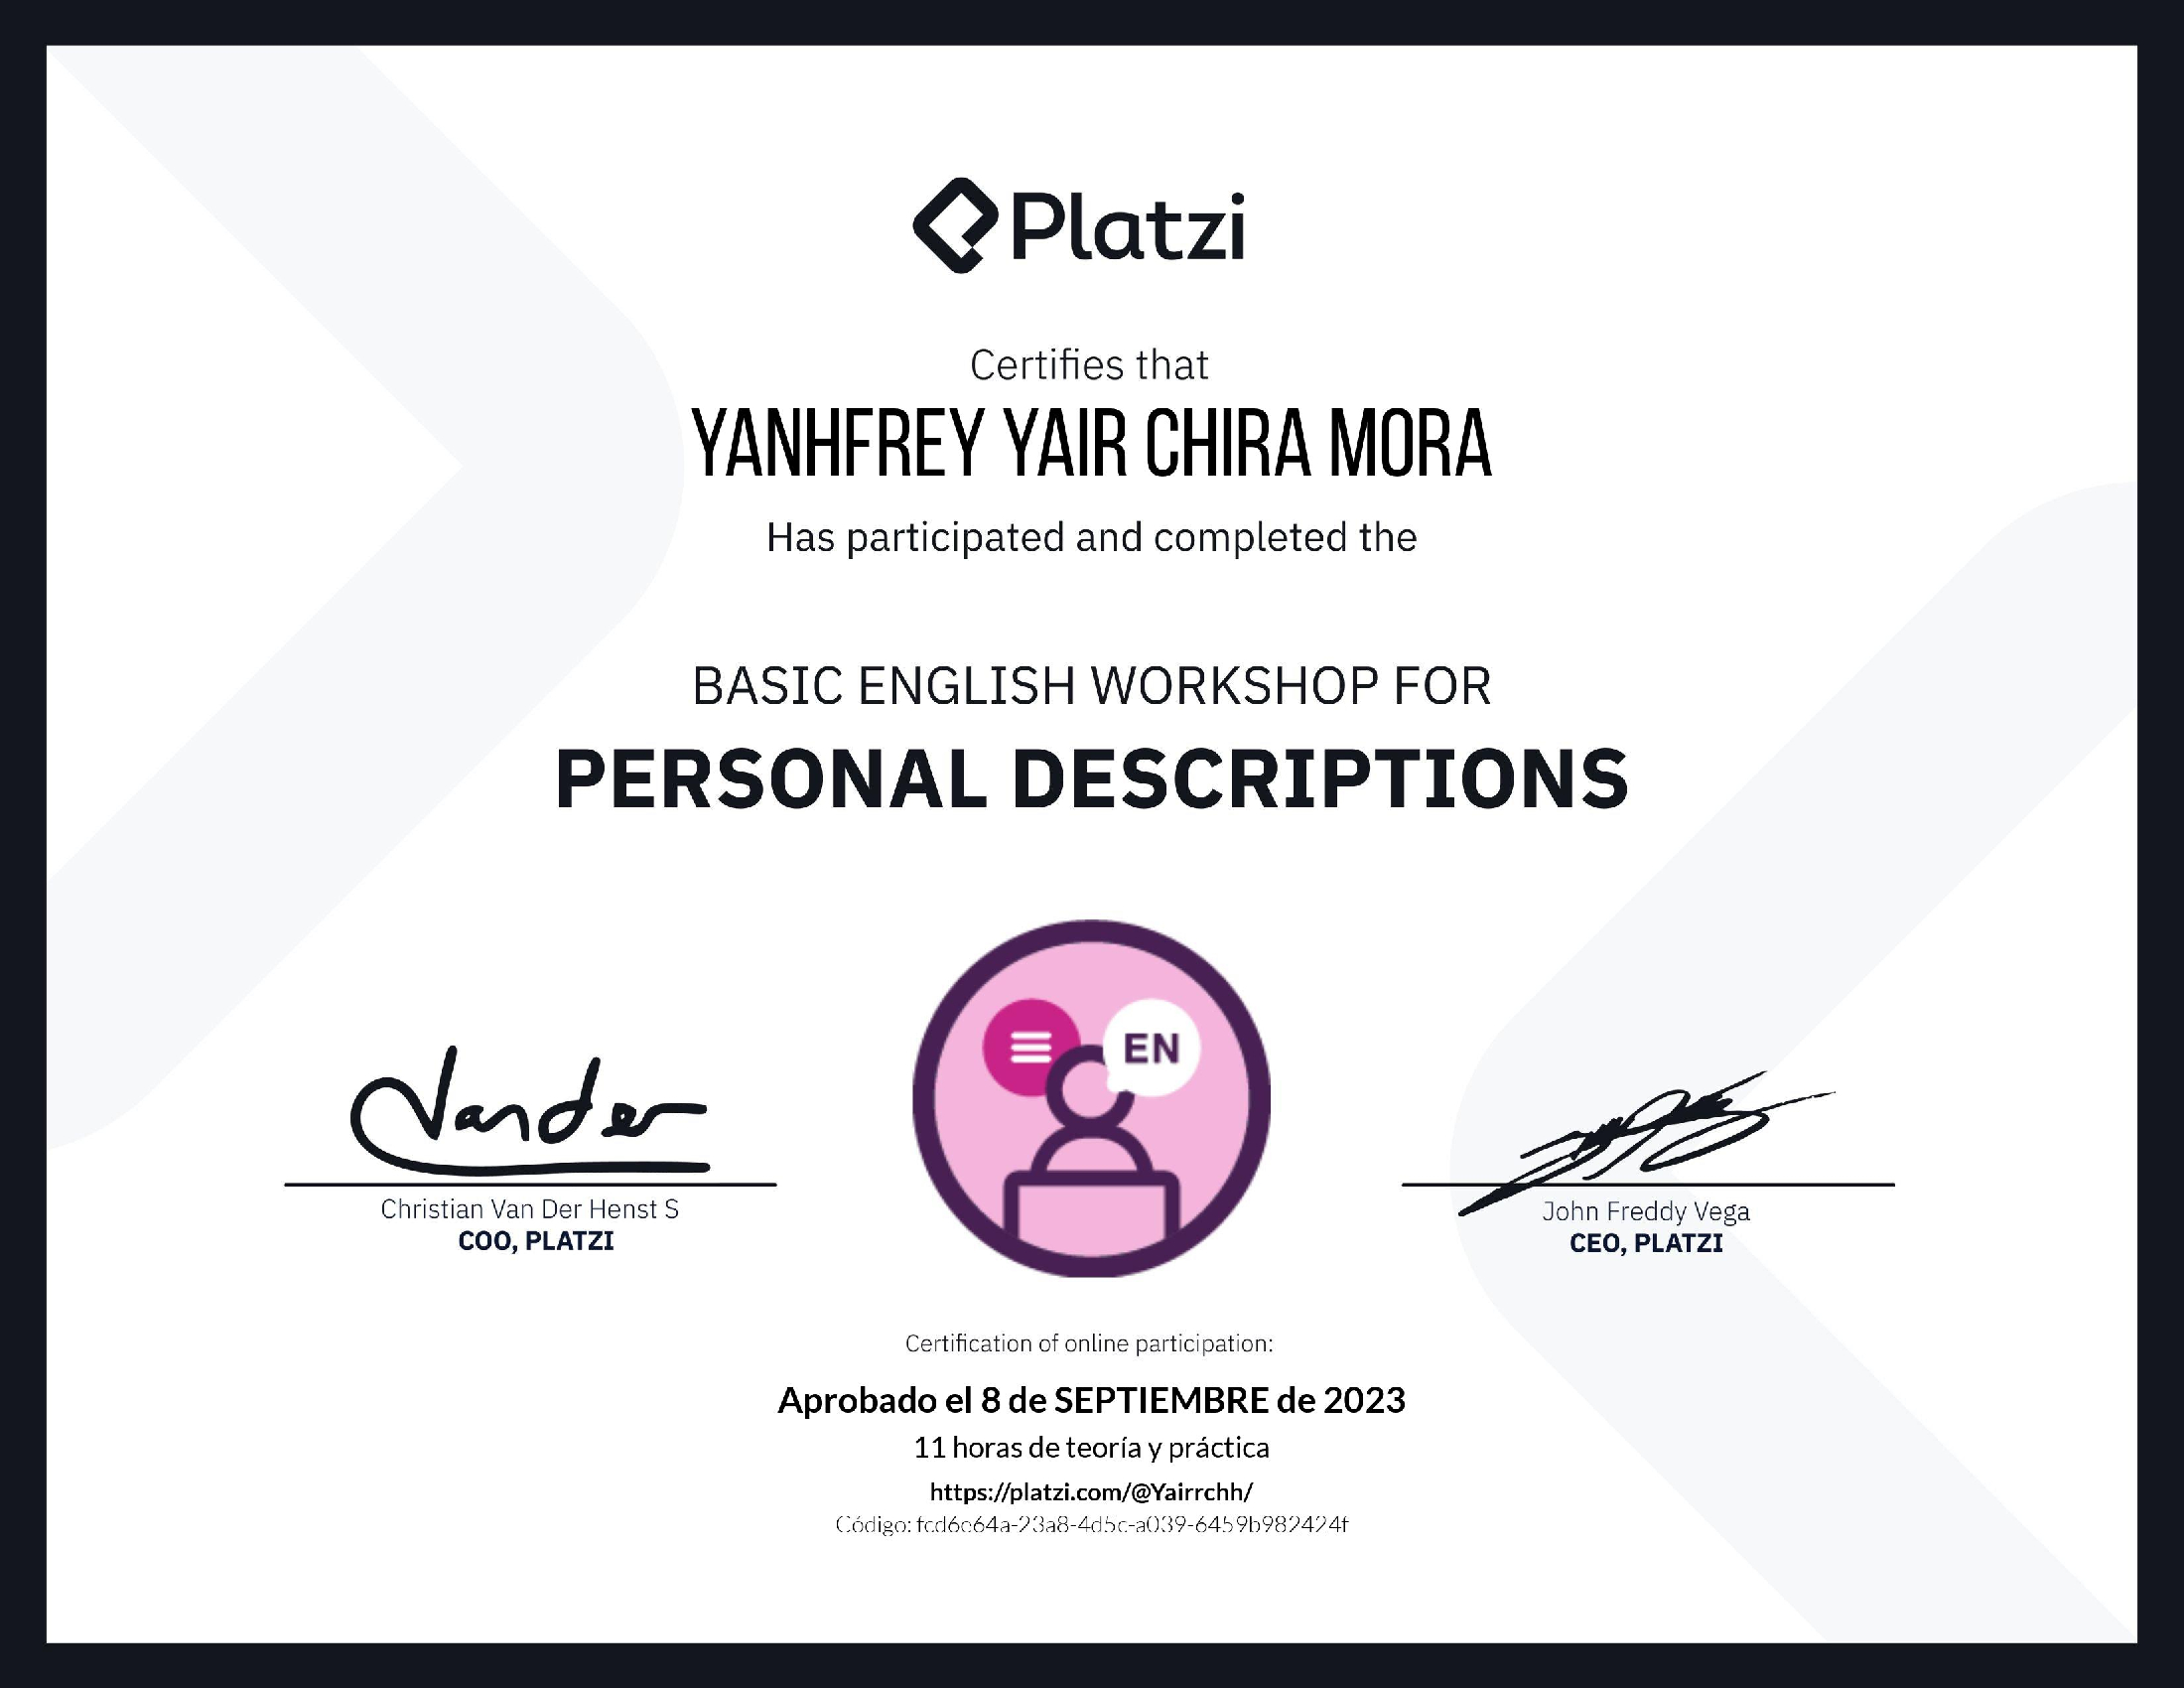 Platzi
Certifies that
YANHFREY YAIR CHIRA MORA
Has participated and completed the
BASIC ENGLISH WORKSHOP FOR
PERSONAL DESCRIPTIONS
EN
Vander
Christian Van Der Henst S
COO, PLATZI
John Freddy Vega
CEO, PLATZI
Certification of online participation:
Aprobado el 8 de SEPTIEMBRE de 2023
11 horas de teoría y práctica
https://platzi.com/@Yairrchh/
Código: fcd6e64a-23a8-4d5c-a039-6459b982424f